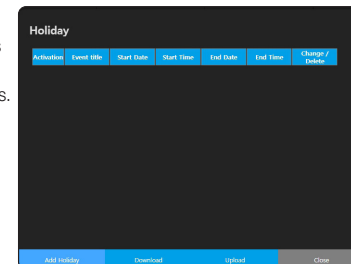 Holiday
s
Activation Event title Start Date Start Time End Date End Time Change / Delete
s.
Add Holiday Download Upload Close